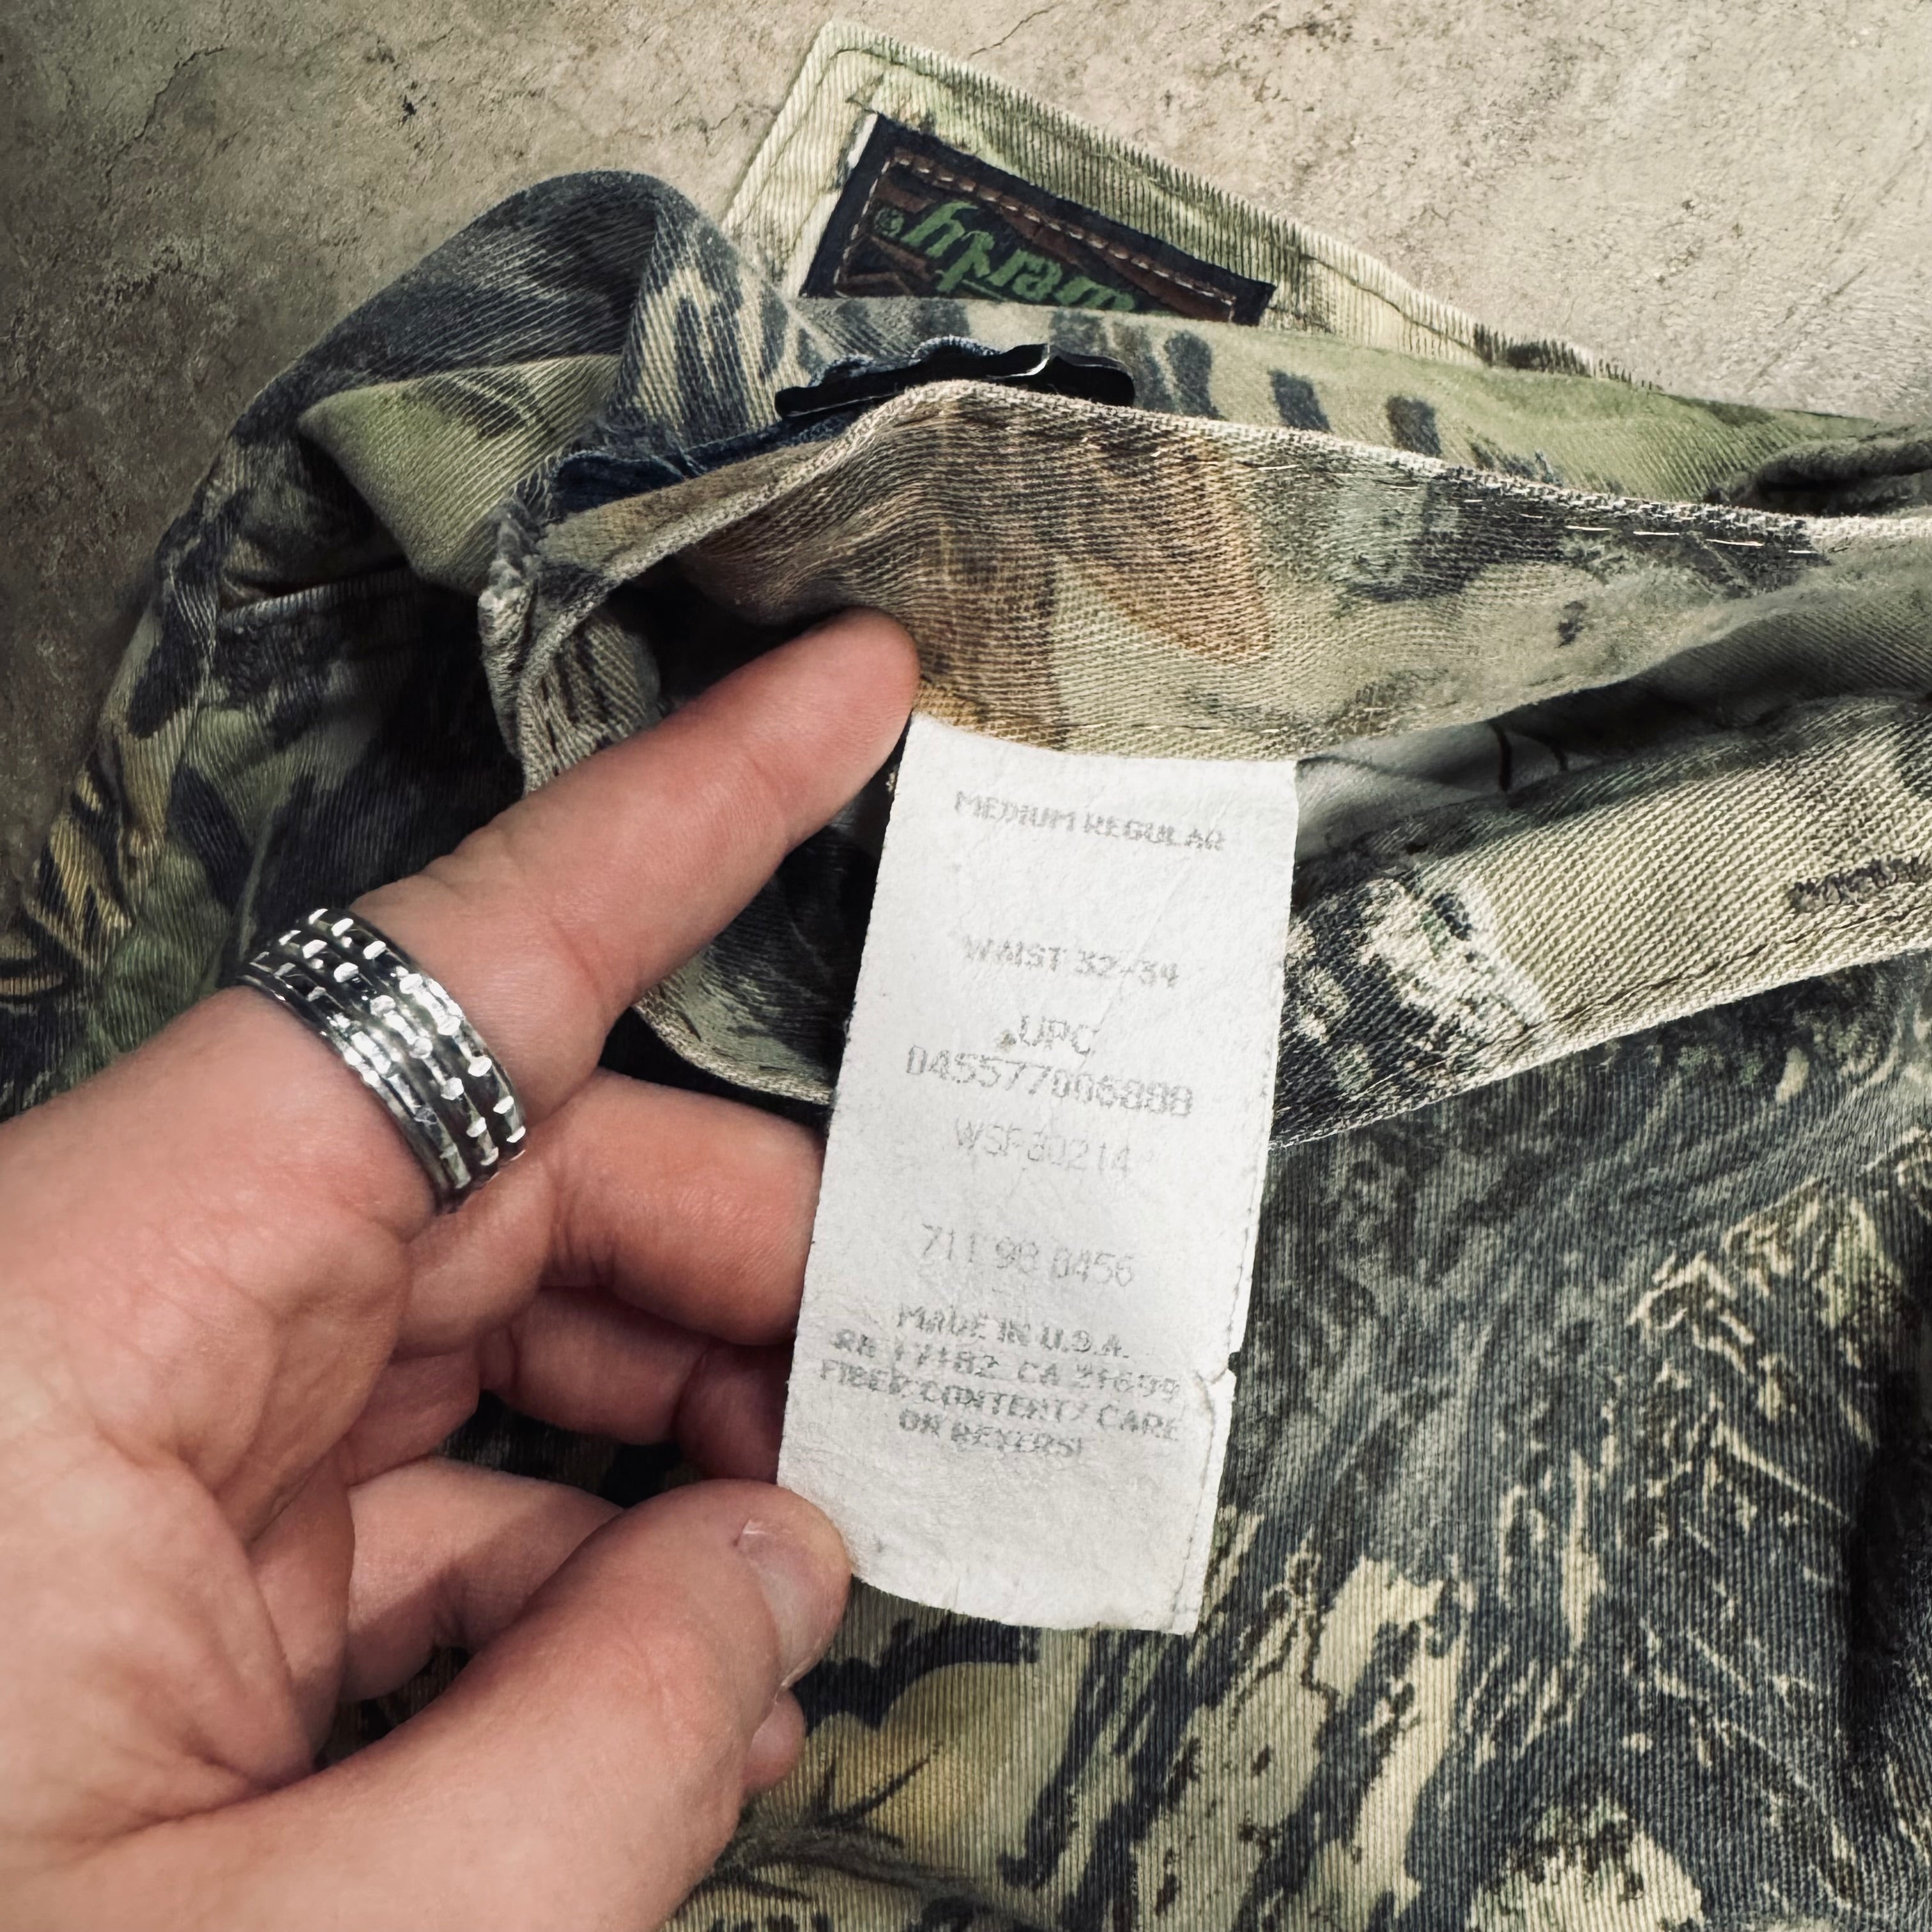 MEDIUM REGULAR
WAIST 32-34
UPC
045577006888
WSF30214
711 98 0456
MADE IN U.S.A.
RN 17182 CA 21699
FIBER CONTENT/ CARE
ON REVERS